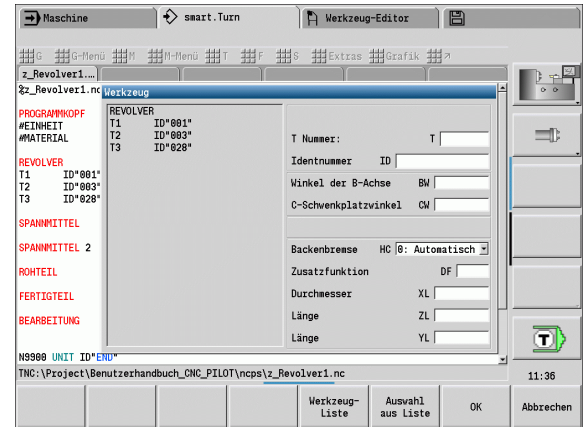 Maschine
smart.Turn
Werkzeug-Editor
G G-Menü M M-Menü T F S Extras Grafik
z_Revolver1....
%z_Revolver1.nc
PROGRAMMKOPF
#EINHEIT
#MATERIAL
REVOLVER
T1 ID"001"
T2 ID"003"
T3 ID"028"
SPANNMITTEL
SPANNMITTEL 2
ROHTEIL
FERTIGTEIL
BEARBEITUNG
N9900 UNIT ID"END"
Werkzeug
REVOLVER
T1 ID"001"
T2 ID"003"
T3 ID"028"
T Nummer: T
Identnummer ID
Winkel der B-Achse BW
C-Schwenkplatzwinkel CW
Backenbremse HC 0: Automatisch
Zusatzfunktion DF
Durchmesser XL
Länge ZL
Länge YL
T
TNC:\Project\Benutzerhandbuch_CNC_PILOT\ncps\z_Revolver1.nc
11:36
Werkzeug-
Liste
Auswahl
aus Liste
OK
Abbrechen